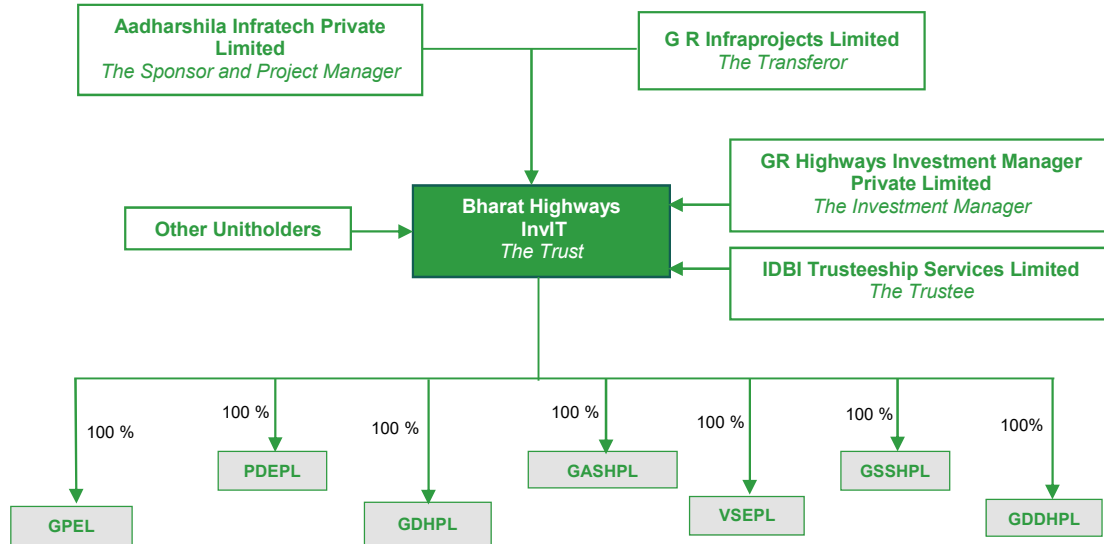 Aadharshila Infratech Private
Limited
The Sponsor and Project Manager
G R Infraprojects Limited
The Transferor
GR Highways Investment Manager
Private Limited
The Investment Manager
Bharat Highways
InvIT
The Trust
Other Unitholders
IDBI Trusteeship Services Limited
The Trustee
100 %
100 %
100 %
100 %
100 %
100 %
100%
PDEPL
GASHPL
GSSHPL
GPEL
GDHPL
VSEPL
GDDHPL